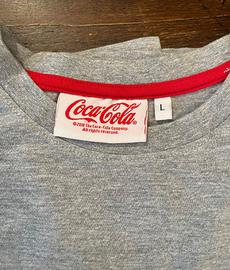 Coca-Cola®
©2018 The Coca-Cola Company.
All rights reserved.
L